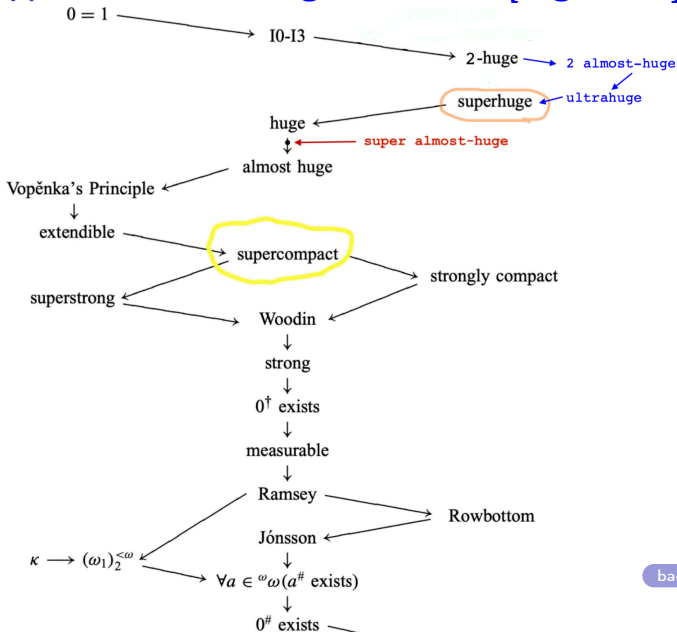 0 = 1
I0-I3
2-huge
2 almost-huge
superhuge
ultrahuge
huge
super almost-huge
almost huge
Vopěnka's Principle
extendible
supercompact
strongly compact
superstrong
Woodin
strong
0† exists
measurable
Ramsey
Rowbottom
Jónsson
κ → (ω₁)₂^{<ω}
∀a ∈ ^ωω(a^# exists)
0^# exists